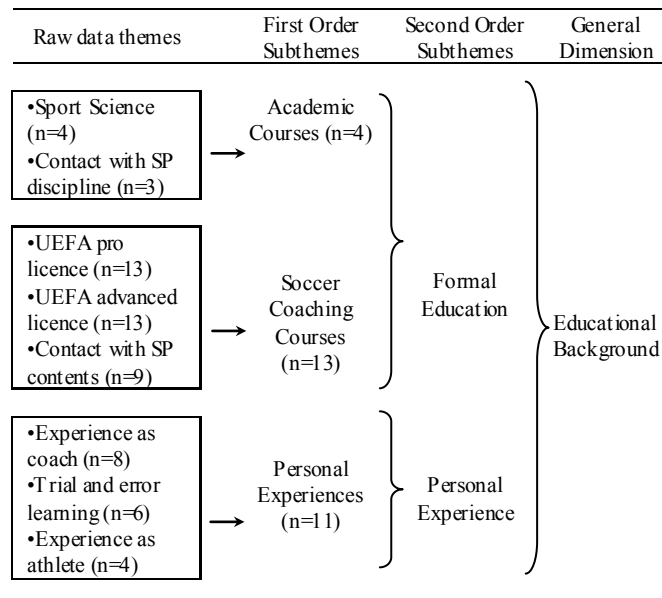 Raw data themes
First Order
Subthemes
Second Order
Subthemes
General
Dimension
•Sport Science
(n=4)
•Contact with SP
discipline (n=3)
Academic
Courses (n=4)
•UEFA pro
licence (n=13)
•UEFA advanced
licence (n=13)
•Contact with SP
contents (n=9)
Soccer
Coaching
Courses
(n=13)
Formal
Education
Educational
Background
•Experience as
coach (n=8)
•Trial and error
learning (n=6)
•Experience as
athlete (n=4)
Personal
Experiences
(n=11)
Personal
Experience